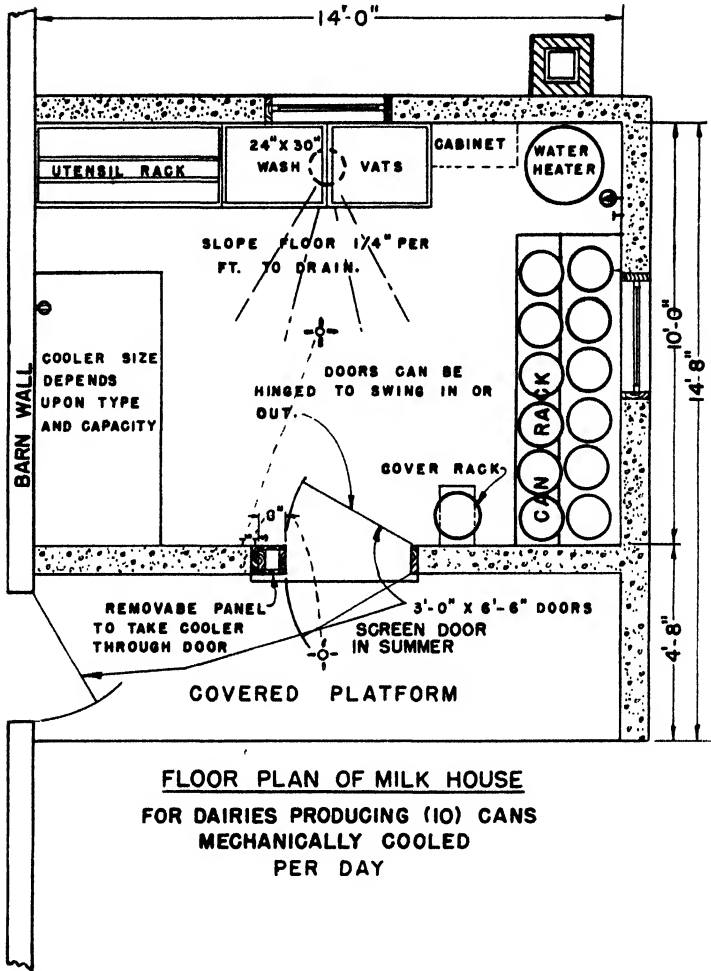 14'-0"
24" X 30"
WASH VATS
UTENSIL RACK
CABINET
WATER
HEATER
SLOPE FLOOR 1/4" PER
FT. TO DRAIN.
COOLER SIZE
DEPENDS
UPON TYPE
AND CAPACITY
BARN WALL
DOORS CAN BE
HINGED TO SWING IN OR
OUT.
CAN RACK
10'-0"
14'-8"
COVER RACK
REMOVABE PANEL
TO TAKE COOLER
THROUGH DOOR
3'-0" X 6'-6" DOORS
SCREEN DOOR
IN SUMMER
4'-8"
COVERED PLATFORM
FLOOR PLAN OF MILK HOUSE
FOR DAIRIES PRODUCING (10) CANS
MECHANICALLY COOLED
PER DAY